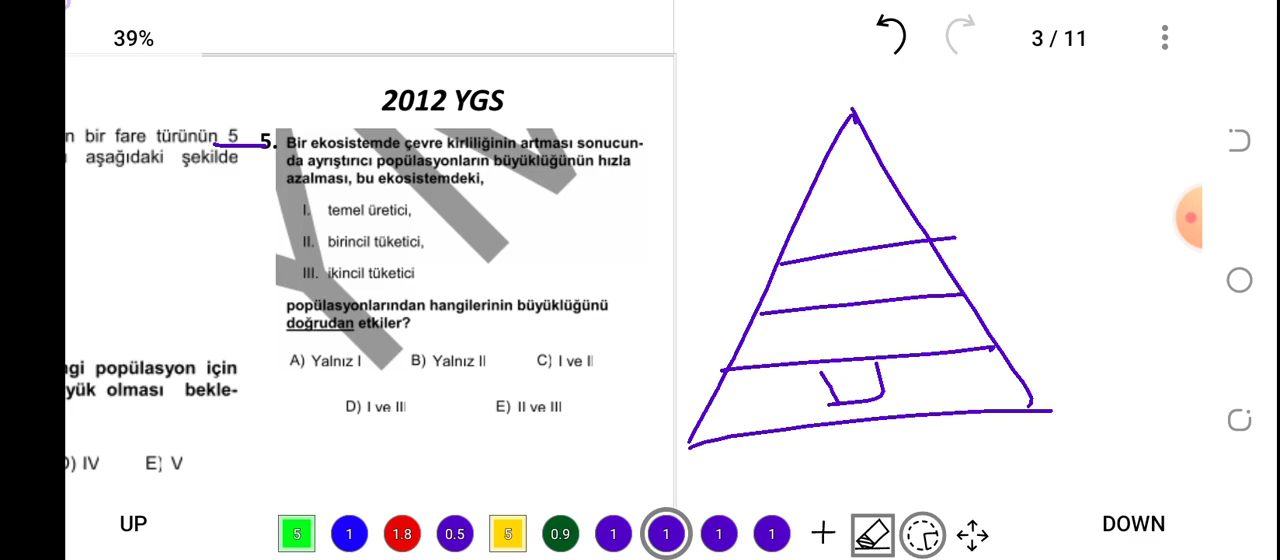 39%
3 / 11
2012 YGS
n bir fare türünün 5
aşağıdaki şekilde
5. Bir ekosistemde çevre kirliliğinin artması sonucun-
da ayrıştırıcı popülasyonların büyüklüğünün hızla
azalması, bu ekosistemdeki,
I. temel üretici,
II. birincil tüketici,
III. ikincil tüketici
popülasyonlarından hangilerinin büyüklüğünü
doğrudan etkiler?
A) Yalnız I B) Yalnız II C) I ve II
D) I ve III E) II ve III
ngi popülasyon için
yük olması bekle-
D) IV E) V
Ü
UP
5 1 1.8 0.5 5 0.9 1 1 1 1
DOWN